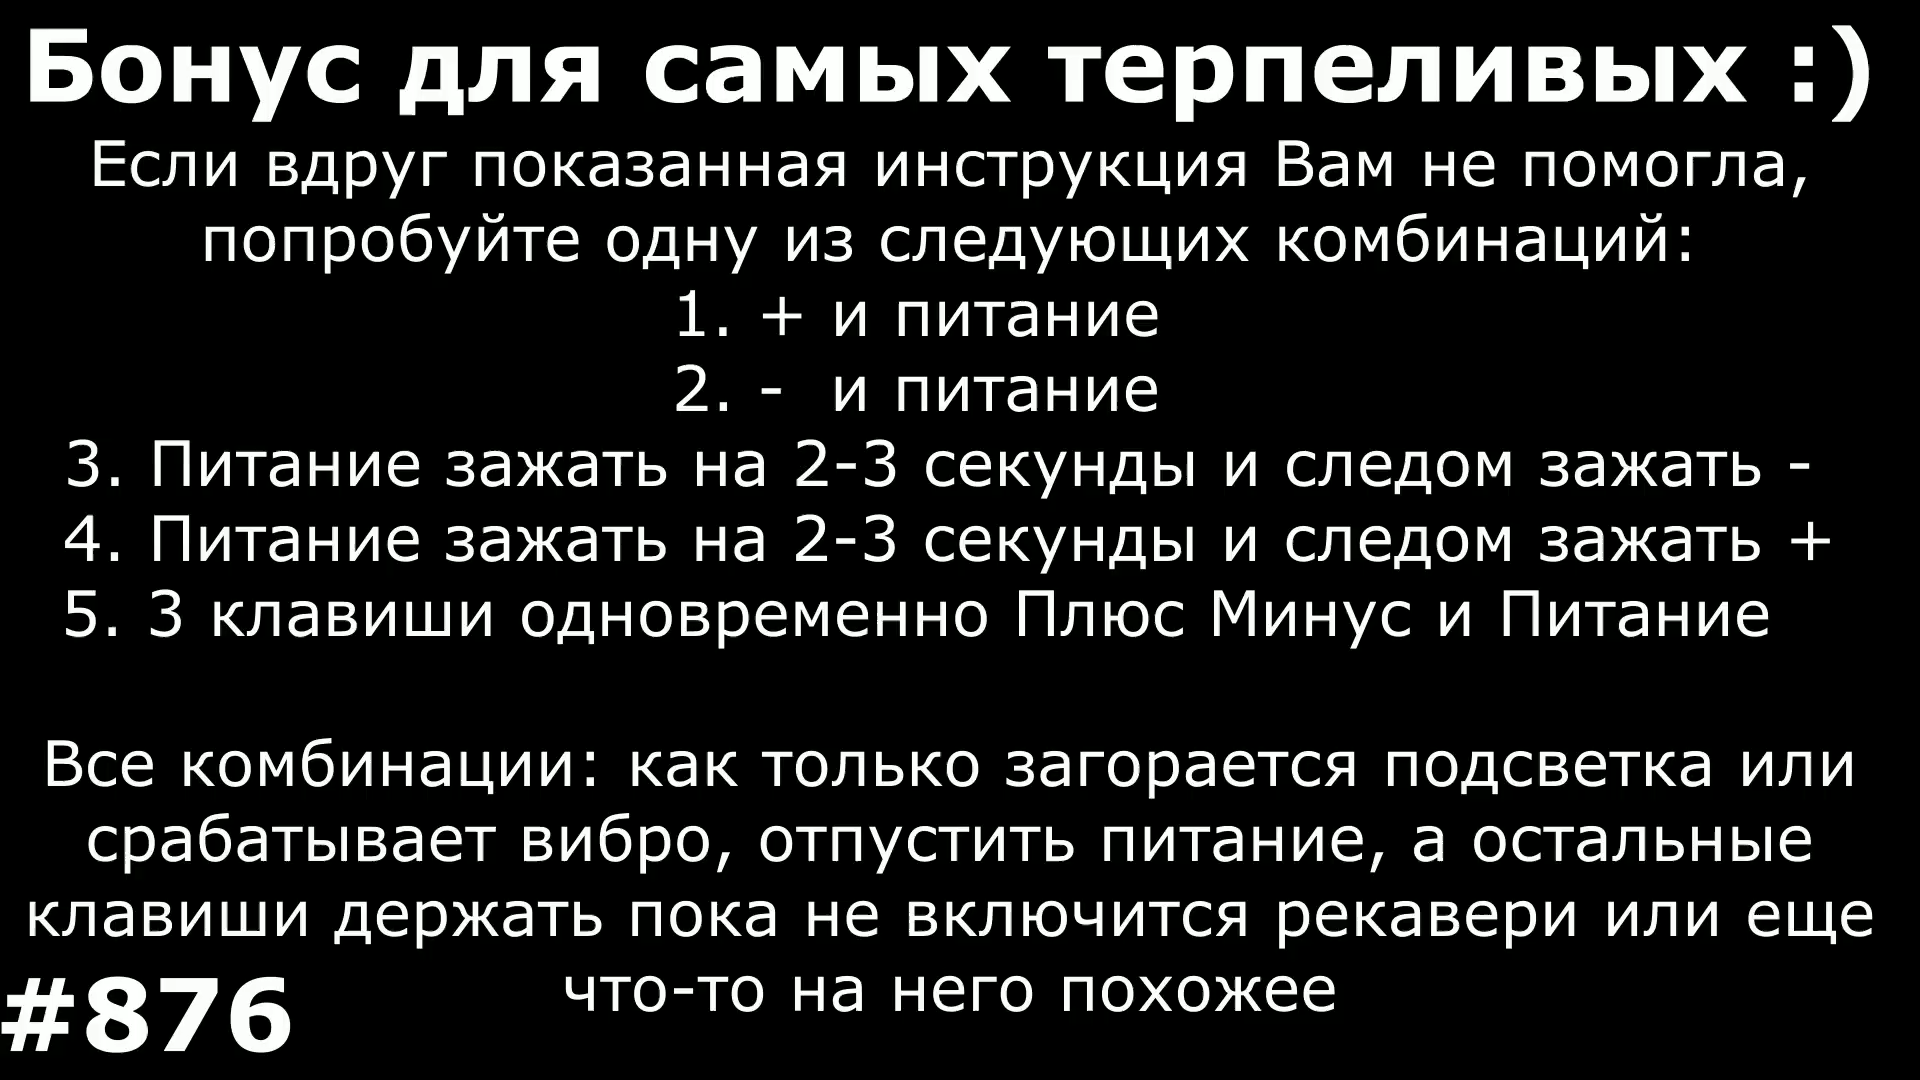 Бонус для самых терпеливых :)
Если вдруг показанная инструкция Вам не помогла,
попробуйте одну из следующих комбинаций:
1. + и питание
2. -  и питание
3. Питание зажать на 2-3 секунды и следом зажать -
4. Питание зажать на 2-3 секунды и следом зажать +
5. 3 клавиши одновременно Плюс Минус и Питание
Все комбинации: как только загорается подсветка или
срабатывает вибро, отпустить питание, а остальные
клавиши держать пока не включится рекавери или еще
что-то на него похожее
#876